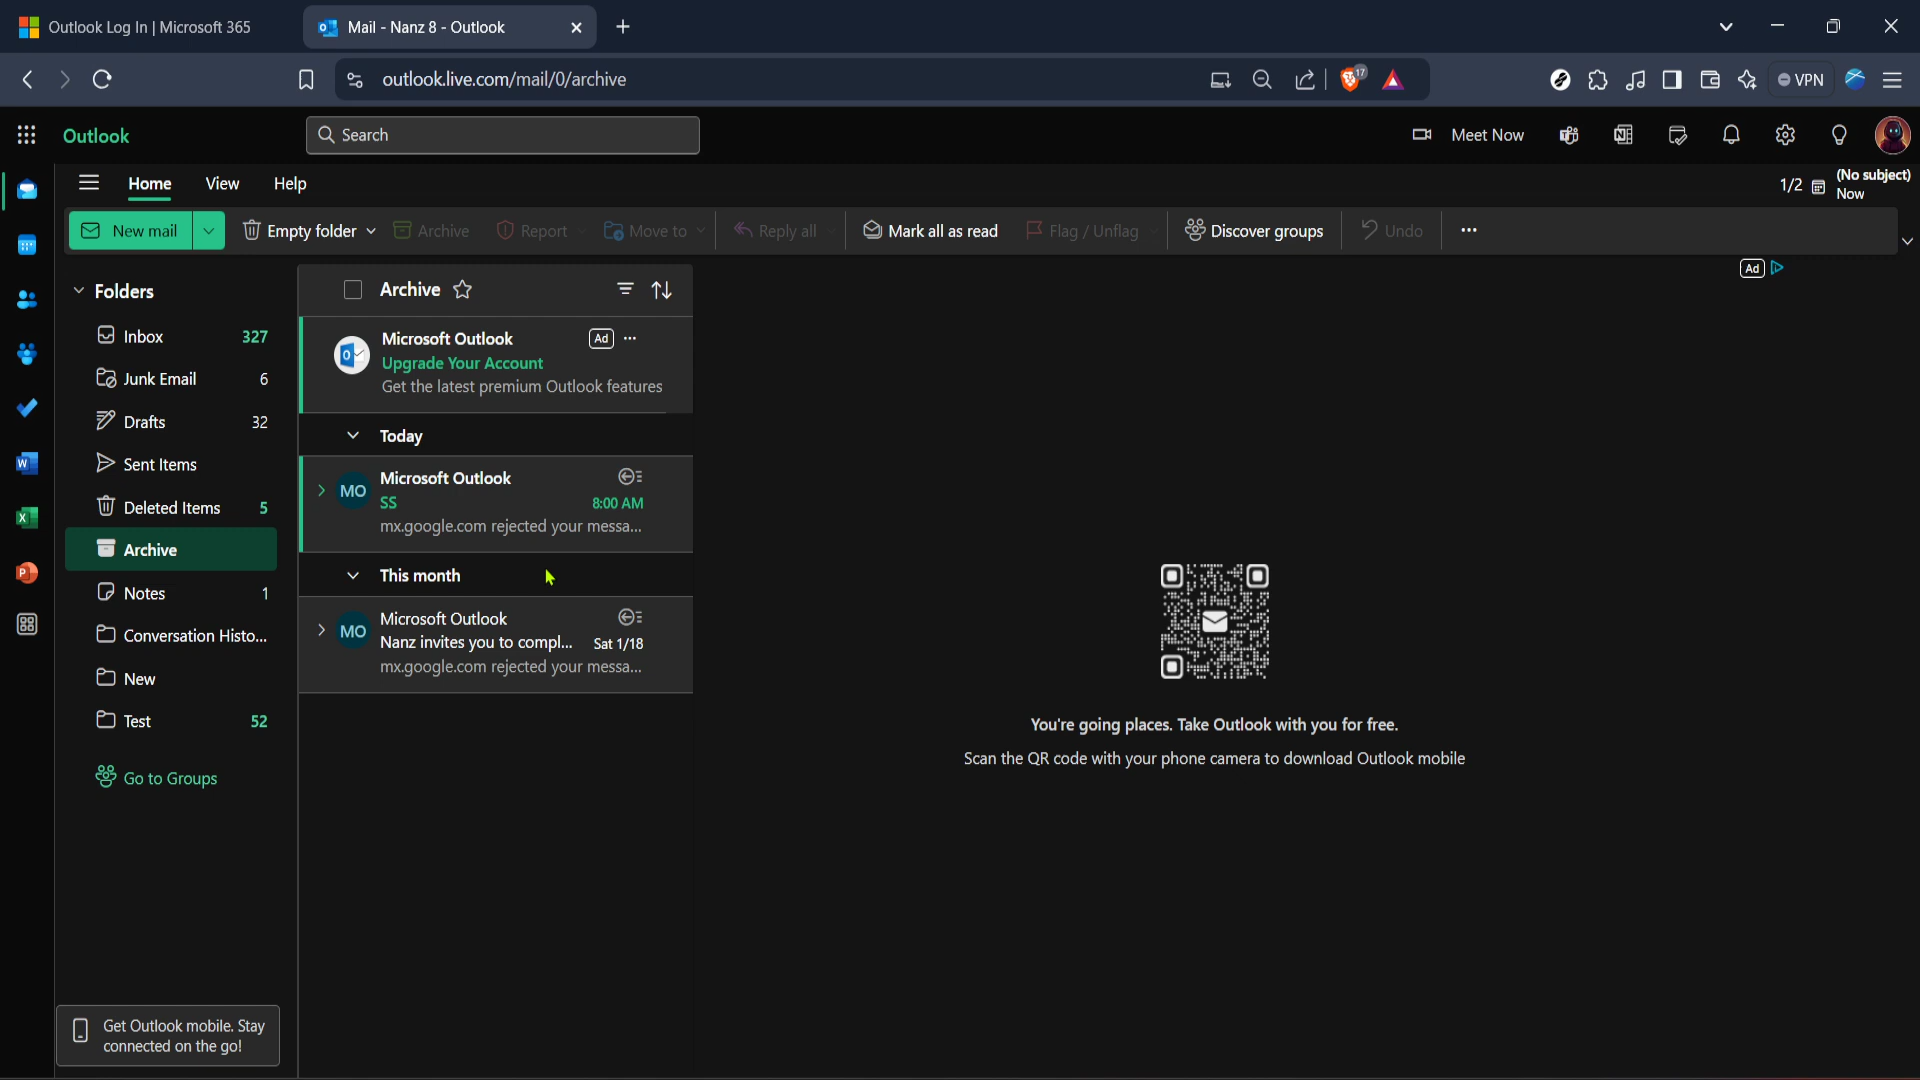 Outlook Log In | Microsoft 365
Mail - Nanz 8 - Outlook
outlook.live.com/mail/0/archive
17
VPN
Outlook
Search
Meet Now
Home
View
Help
1/2
(No subject)
Now
New mail
Empty folder
Archive
Report
Move to
Reply all
Mark all as read
Flag / Unflag
Discover groups
Undo
Ad
Folders
Inbox 327
Junk Email 6
Drafts 32
Sent Items
Deleted Items 5
Archive
Notes 1
Conversation Histo...
New
Test 52
Go to Groups
Get Outlook mobile. Stay
connected on the go!
Archive
Microsoft Outlook Ad
Upgrade Your Account
Get the latest premium Outlook features
Today
MO
Microsoft Outlook
SS 8:00 AM
mx.google.com rejected your messa...
This month
MO
Microsoft Outlook
Nanz invites you to compl... Sat 1/18
mx.google.com rejected your messa...
You're going places. Take Outlook with you for free.
Scan the QR code with your phone camera to download Outlook mobile